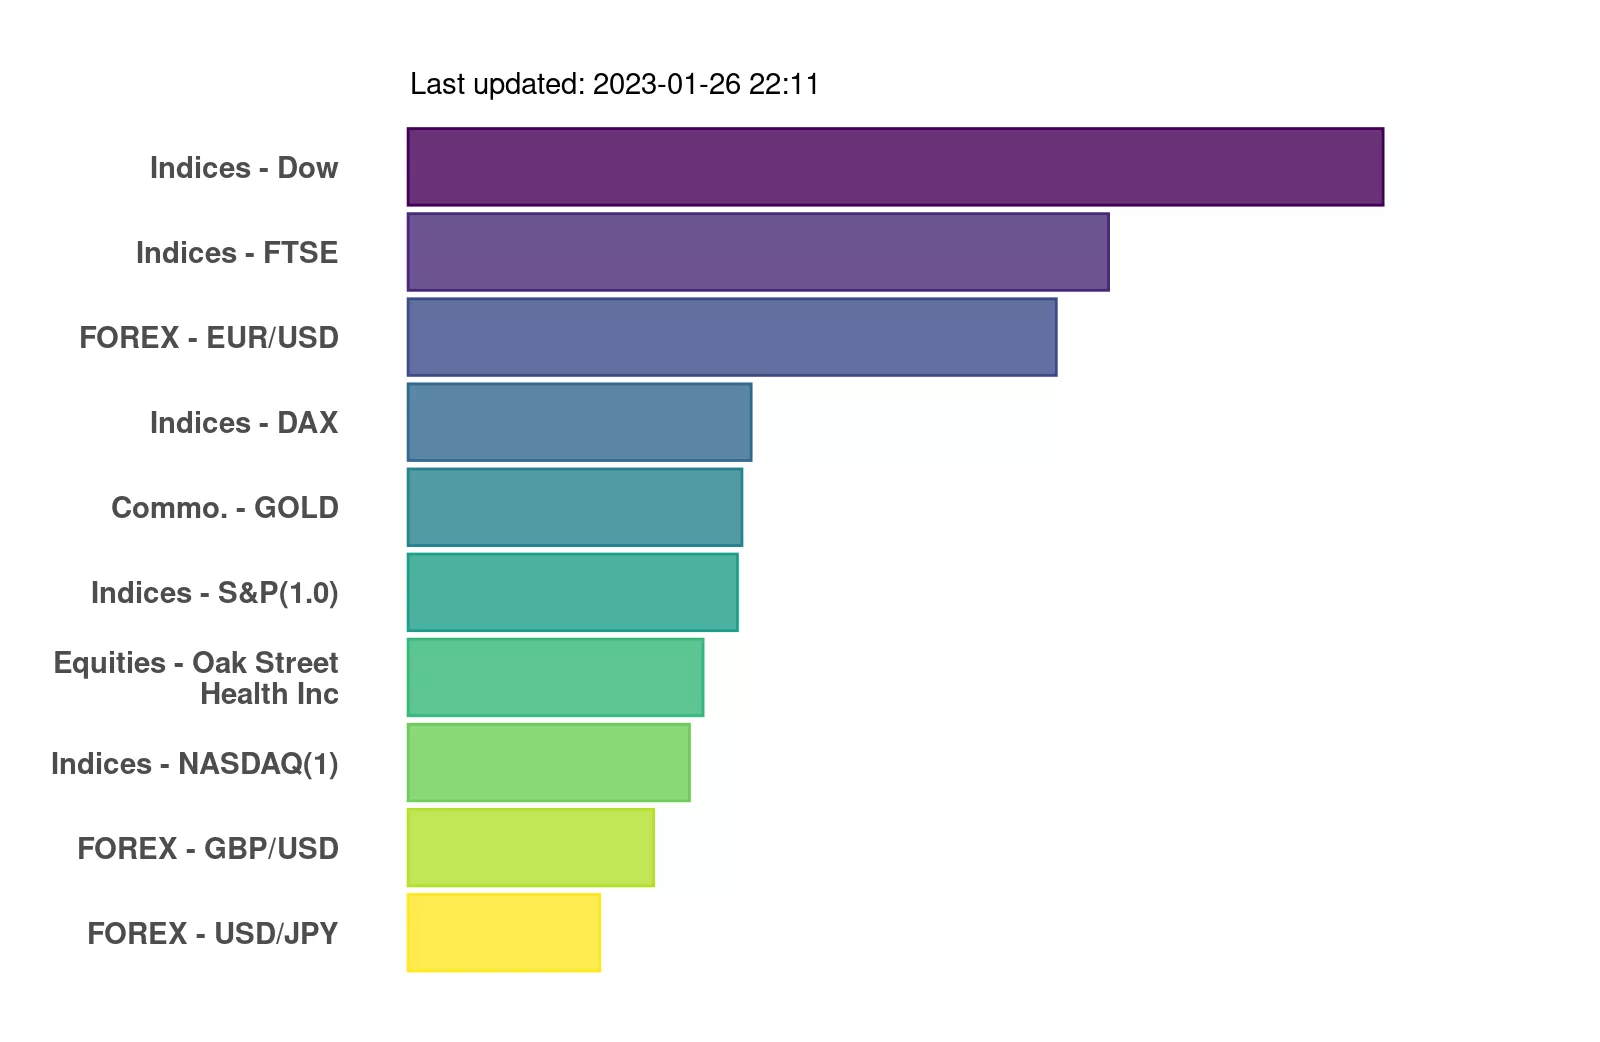 Last updated: 2023-01-26 22:11
Indices - Dow
Indices - FTSE
FOREX - EUR/USD
Indices - DAX
Commo. - GOLD
Indices - S&P(1.0)
Equities - Oak Street
Health Inc
Indices - NASDAQ(1)
FOREX - GBP/USD
FOREX - USD/JPY